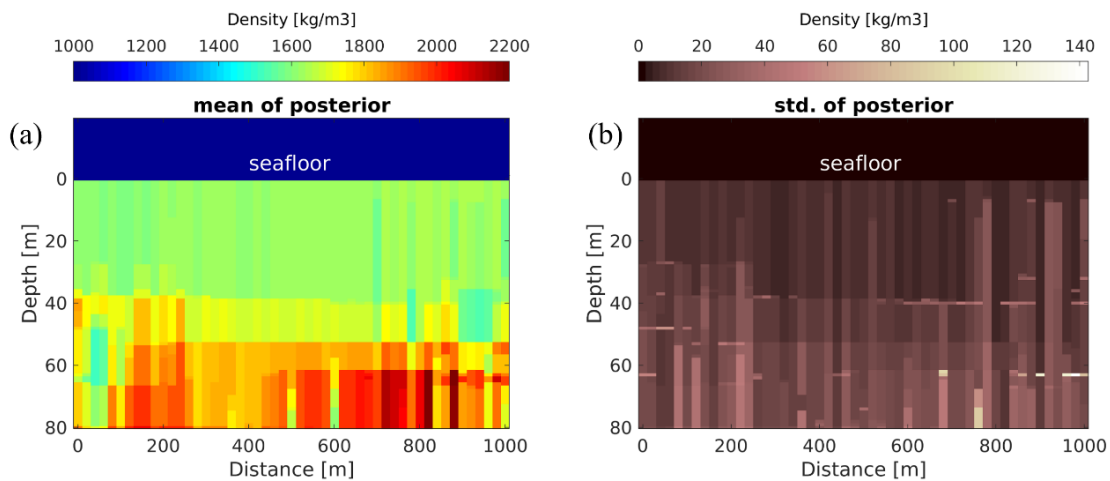 Density [kg/m3]
1000 1200 1400 1600 1800 2000 2200
mean of posterior
(a)
seafloor
0
20
40
60
80
Depth [m]
0 200 400 600 800 1000
Distance [m]
Density [kg/m3]
0 20 40 60 80 100 120 140
std. of posterior
(b)
seafloor
0
20
40
60
80
Depth [m]
0 200 400 600 800 1000
Distance [m]